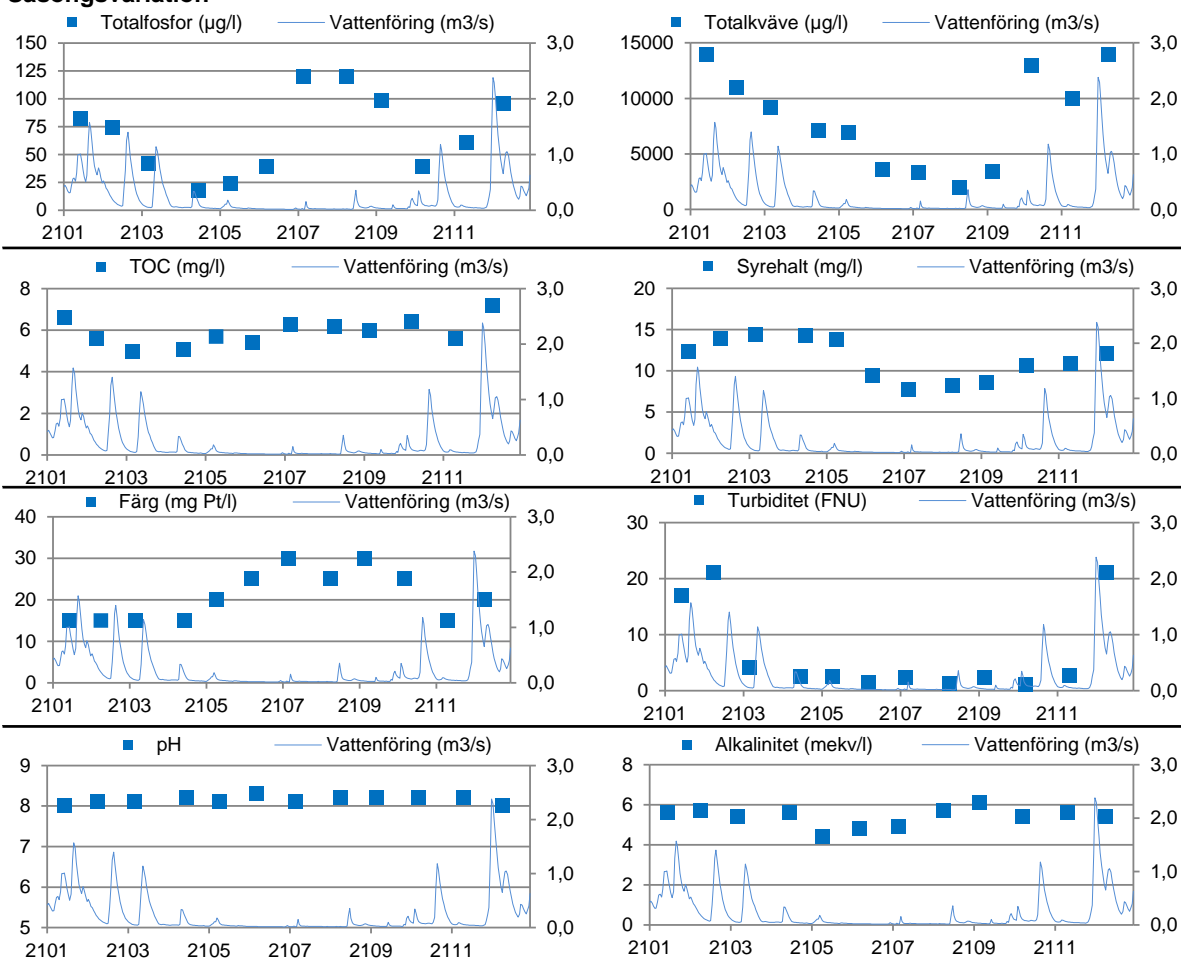 Säsongsvariation
Totalfosfor (µg/l) Vattenföring (m3/s)
150 125 100 75 50 25 0
3,0 2,0 1,0 0,0
2101 2103 2105 2107 2109 2111
Totalkväve (µg/l) Vattenföring (m3/s)
15000 10000 5000 0
3,0 2,0 1,0 0,0
2101 2103 2105 2107 2109 2111
TOC (mg/l) Vattenföring (m3/s)
8 6 4 2 0
3,0 2,0 1,0 0,0
2101 2103 2105 2107 2109 2111
Syrehalt (mg/l) Vattenföring (m3/s)
20 15 10 5 0
3,0 2,0 1,0 0,0
2101 2103 2105 2107 2109 2111
Färg (mg Pt/l) Vattenföring (m3/s)
40 30 20 10 0
3,0 2,0 1,0 0,0
2101 2103 2105 2107 2109 2111
Turbiditet (FNU) Vattenföring (m3/s)
30 20 10 0
3,0 2,0 1,0 0,0
2101 2103 2105 2107 2109 2111
pH Vattenföring (m3/s)
9 8 7 6 5
3,0 2,0 1,0 0,0
2101 2103 2105 2107 2109 2111
Alkalinitet (mekv/l) Vattenföring (m3/s)
8 6 4 2 0
3,0 2,0 1,0 0,0
2101 2103 2105 2107 2109 2111